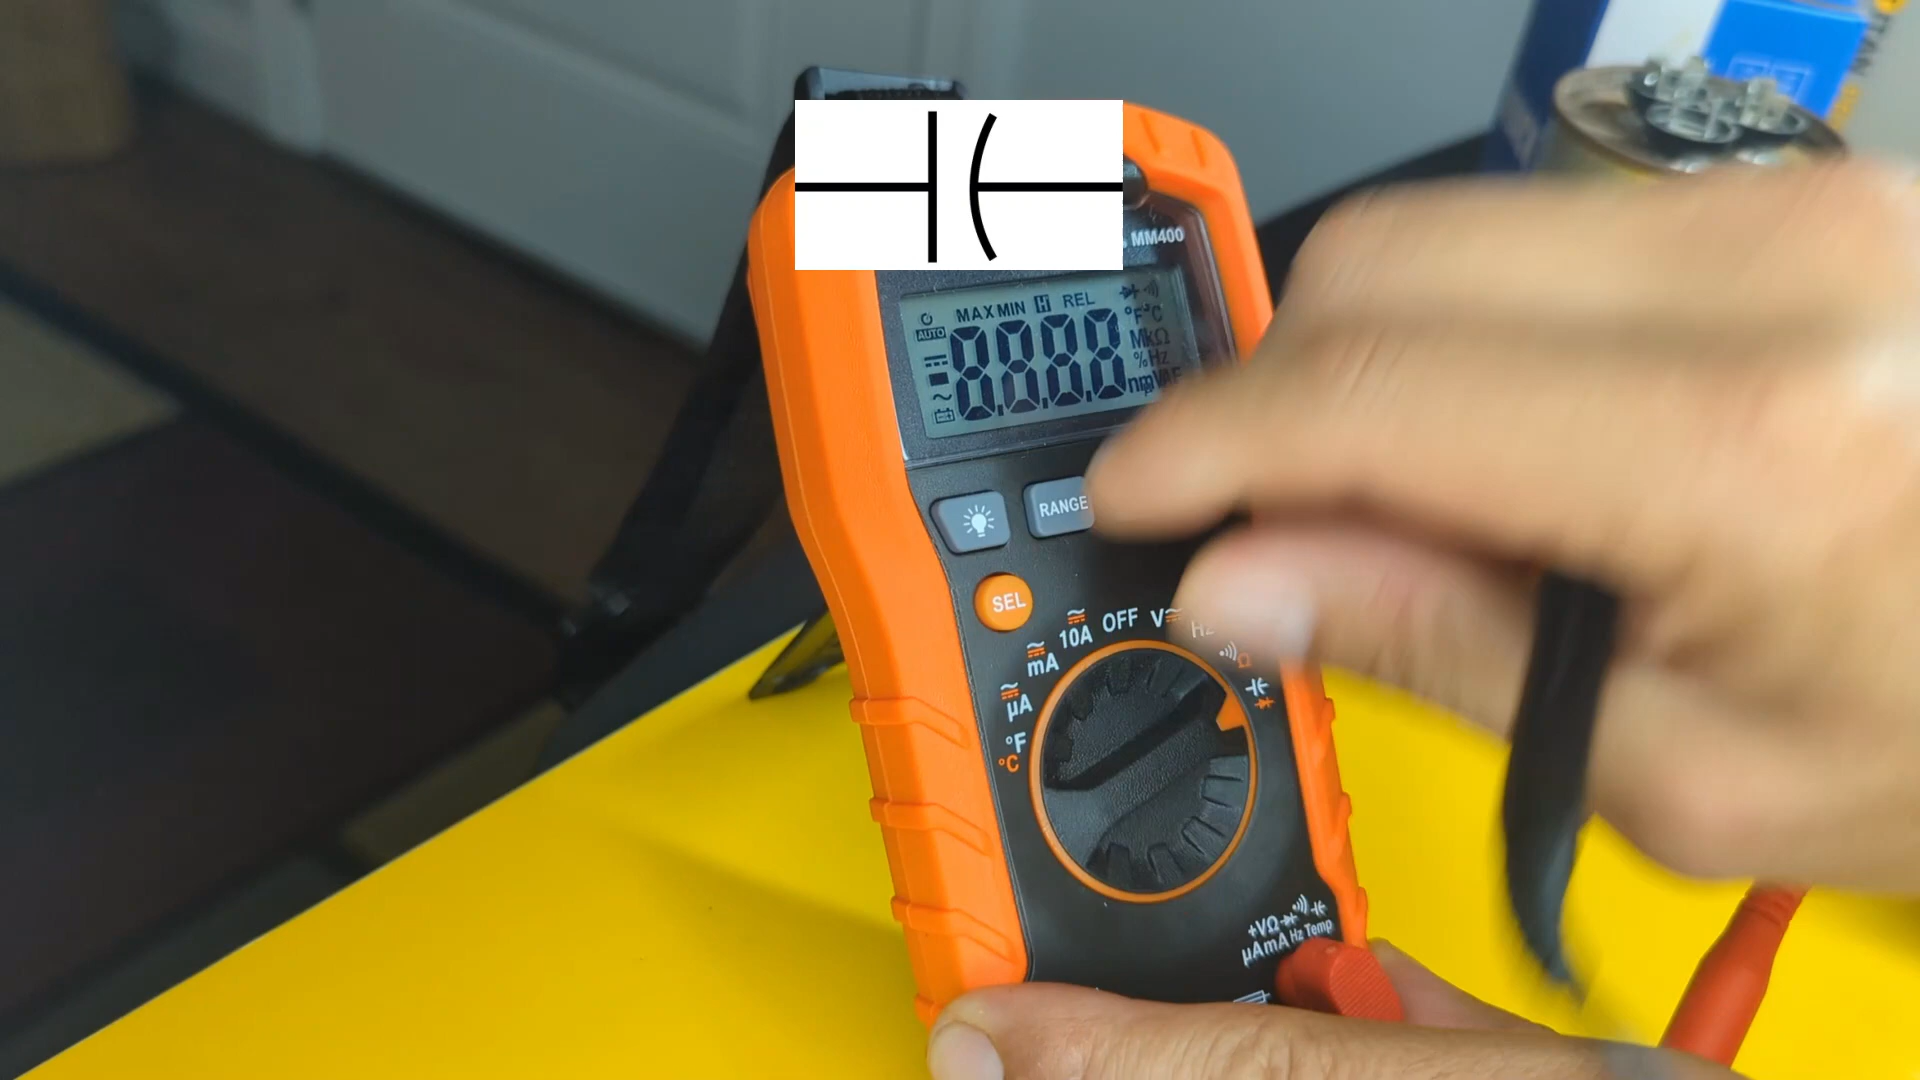 MM400
MAX MIN H REL
AUTO
°F°C
MkΩ
8.8.8.8
%Hz
RANGE
SEL
10A OFF V Hz
mA
Ω
µA
°F
°C
+VΩ
µAmA Hz Temp